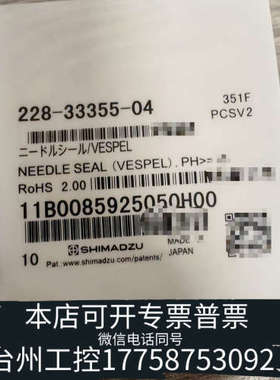 228-33355-04
351F
PCSV2
ニードルシール/VESPEL
NEEDLE SEAL (VESPEL). PH>=
RoHS 2.00
11B0085925050H00
SHIMADZU
MADE
JAPAN
10 Pat.:www.shimadzu.com/patents/
本店可开专票普票
微信电话同号
台州工控17758753092